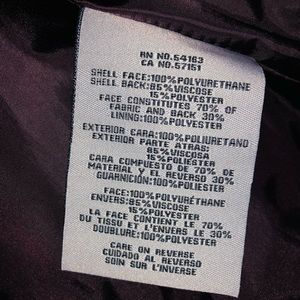 RN NO.54163
CA NO.57151
SHELL FACE:100%POLYURETHANE
SHELL BACK:85%VISCOSE
15%POLYESTER
FACE CONSTITUTES 70% OF
FABRIC AND BACK 30%
LINING:100%POLYESTER
EXTERIOR CARA:100%POLIURETANO
EXTERIOR PARTE ATRAS:
85%VISCOSA
15%POLIESTER
CARA COMPUESTO DE 70% DE
MATERIAL Y EL REVERSO 30%
GUARNICION:100%POLIESTER
FACE:100%POLYURÉTHANE
ENVERS:85%VISCOSE
15%POLYESTER
LA FACE CONTIENT LE 70%
DU TISSU ET L'ENVERS LE 30%
DOUBLURE:100%POLYESTER
CARE ON REVERSE
CUIDADO AL REVERSO
SOIN SUR L'INVERSE